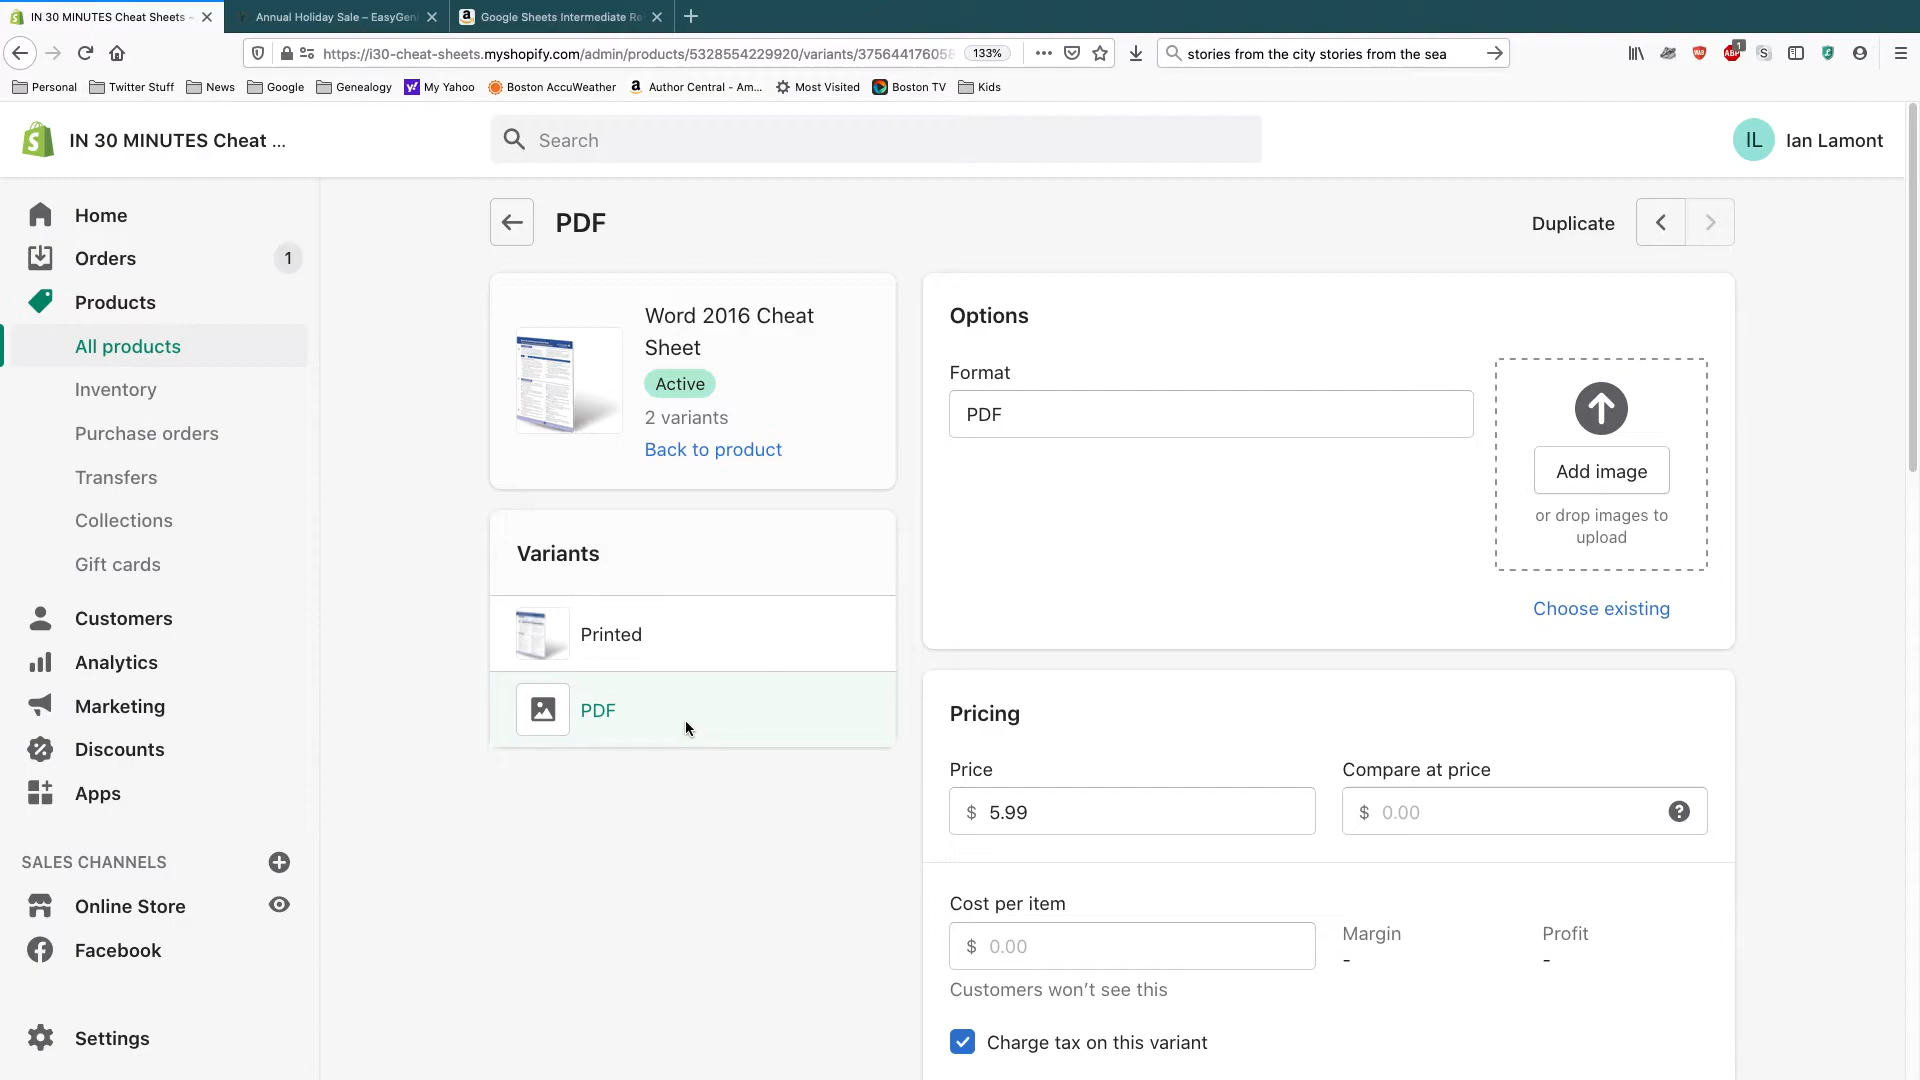 IN 30 MINUTES Cheat Sheets ~
Annual Holiday Sale – EasyGen
Google Sheets Intermediate Re
https://i30-cheat-sheets.myshopify.com/admin/products/5328554229920/variants/37564417605
133%
stories from the city stories from the sea
1
Personal
Twitter Stuff
News
Google
Genealogy
My Yahoo
Boston AccuWeather
Author Central - Am...
Most Visited
Boston TV
Kids
IN 30 MINUTES Cheat ...
Search
IL
Ian Lamont
Home
Orders
1
Products
All products
Inventory
Purchase orders
Transfers
Collections
Gift cards
Customers
Analytics
Marketing
Discounts
Apps
SALES CHANNELS
Online Store
Facebook
Settings
PDF
Duplicate
Word 2016 Cheat
Sheet
Active
2 variants
Back to product
Variants
Printed
PDF
Options
Format
PDF
Add image
or drop images to
upload
Choose existing
Pricing
Price
Compare at price
$ 5.99
$ 0.00
Cost per item
$ 0.00
Margin
-
Profit
-
Customers won’t see this
Charge tax on this variant